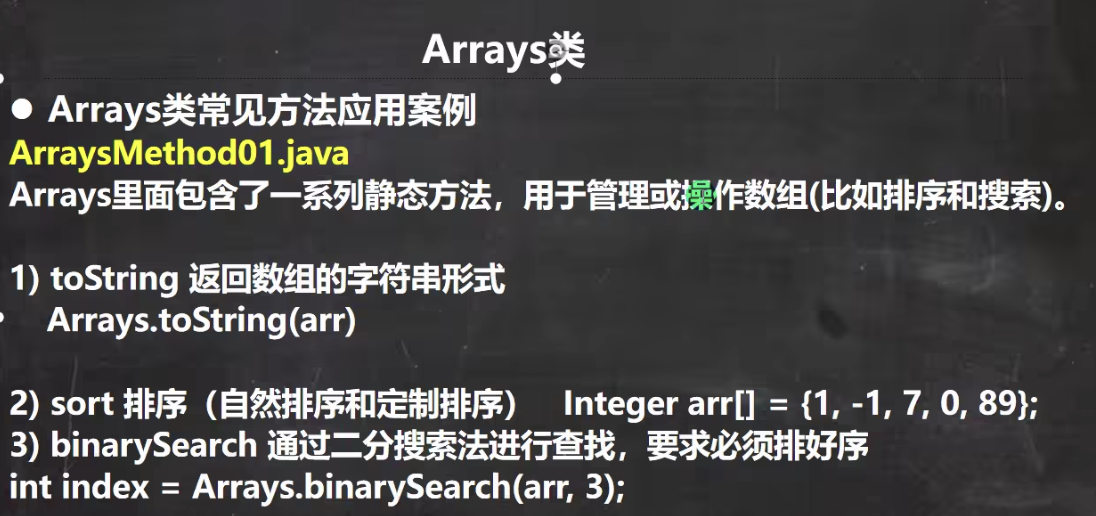 Arrays类
● Arrays类常见方法应用案例
ArraysMethod01.java
Arrays里面包含了一系列静态方法，用于管理或操作数组(比如排序和搜索)。
1) toString 返回数组的字符串形式
Arrays.toString(arr)
2) sort 排序（自然排序和定制排序） Integer arr[] = {1, -1, 7, 0, 89};
3) binarySearch 通过二分搜索法进行查找，要求必须排好序
int index = Arrays.binarySearch(arr, 3);